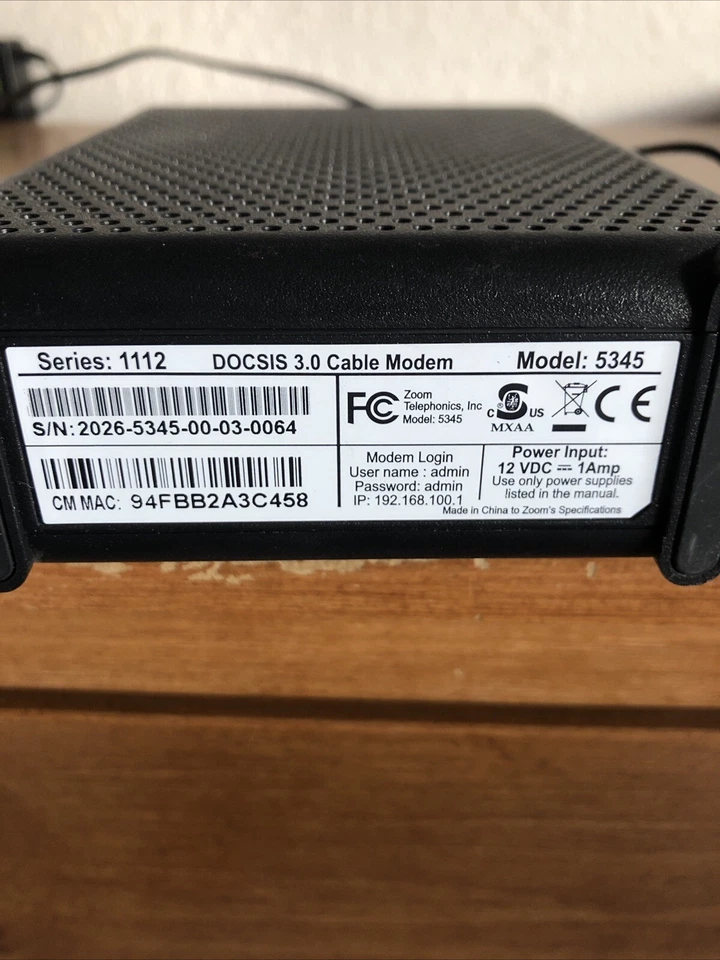 Series: 1112 DOCSIS 3.0 Cable Modem Model: 5345
S/N: 2026-5345-00-03-0064
FC Zoom
Telephonics, Inc
Model: 5345
C US
MXAA
CE
CM MAC: 94FBB2A3C458
Modem Login
User name : admin
Password: admin
IP: 192.168.100.1
Power Input:
12 VDC ⎓ 1Amp
Use only power supplies
listed in the manual.
Made in China to Zoom's Specifications